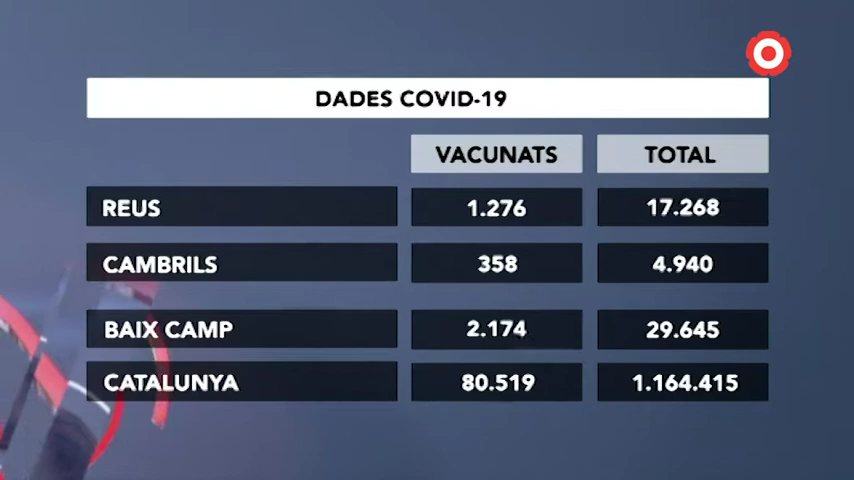 DADES COVID-19
VACUNATS TOTAL
REUS 1.276 17.268
CAMBRILS 358 4.940
BAIX CAMP 2.174 29.645
CATALUNYA 80.519 1.164.415